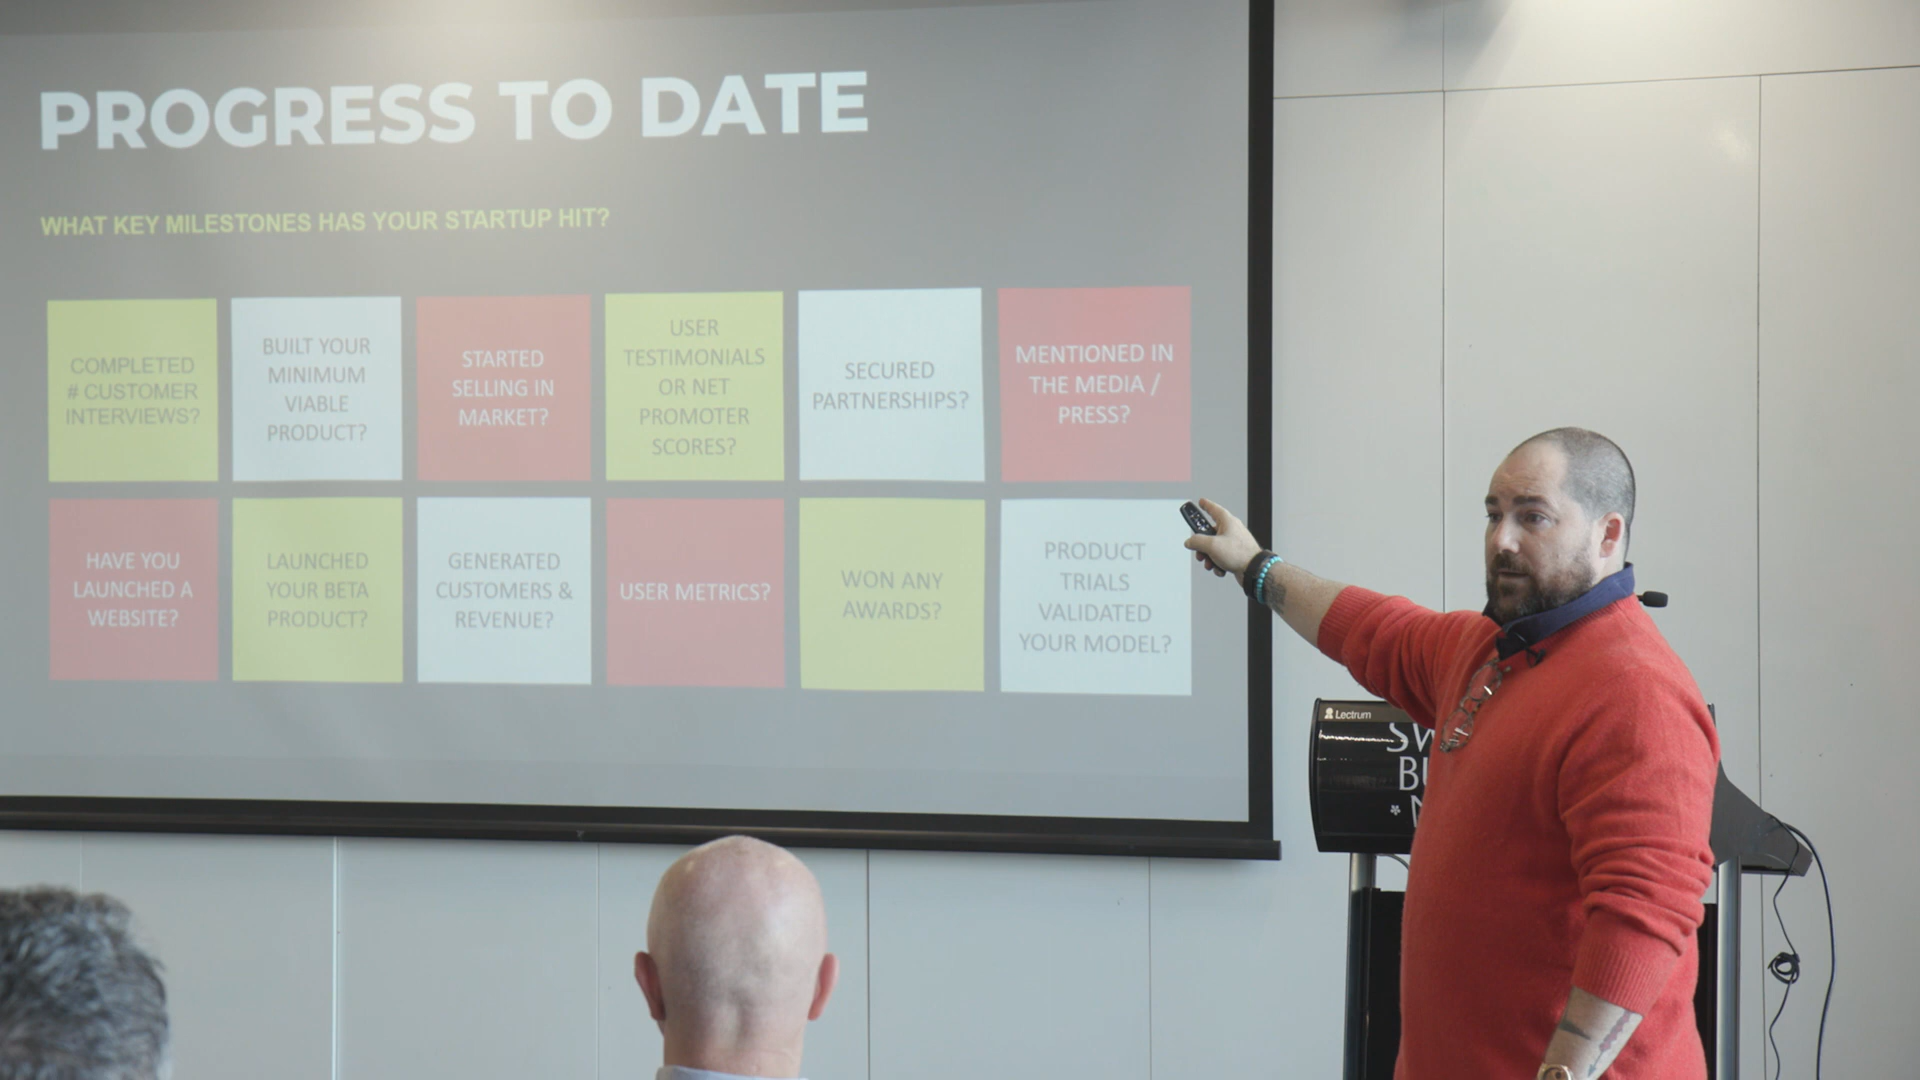 PROGRESS TO DATE
WHAT KEY MILESTONES HAS YOUR STARTUP HIT?
COMPLETED
# CUSTOMER
INTERVIEWS?
BUILT YOUR
MINIMUM
VIABLE
PRODUCT?
STARTED
SELLING IN
MARKET?
USER
TESTIMONIALS
OR NET
PROMOTER
SCORES?
SECURED
PARTNERSHIPS?
MENTIONED IN
THE MEDIA /
PRESS?
HAVE YOU
LAUNCHED A
WEBSITE?
LAUNCHED
YOUR BETA
PRODUCT?
GENERATED
CUSTOMERS &
REVENUE?
USER METRICS?
WON ANY
AWARDS?
PRODUCT
TRIALS
VALIDATED
YOUR MODEL?
Lectrum